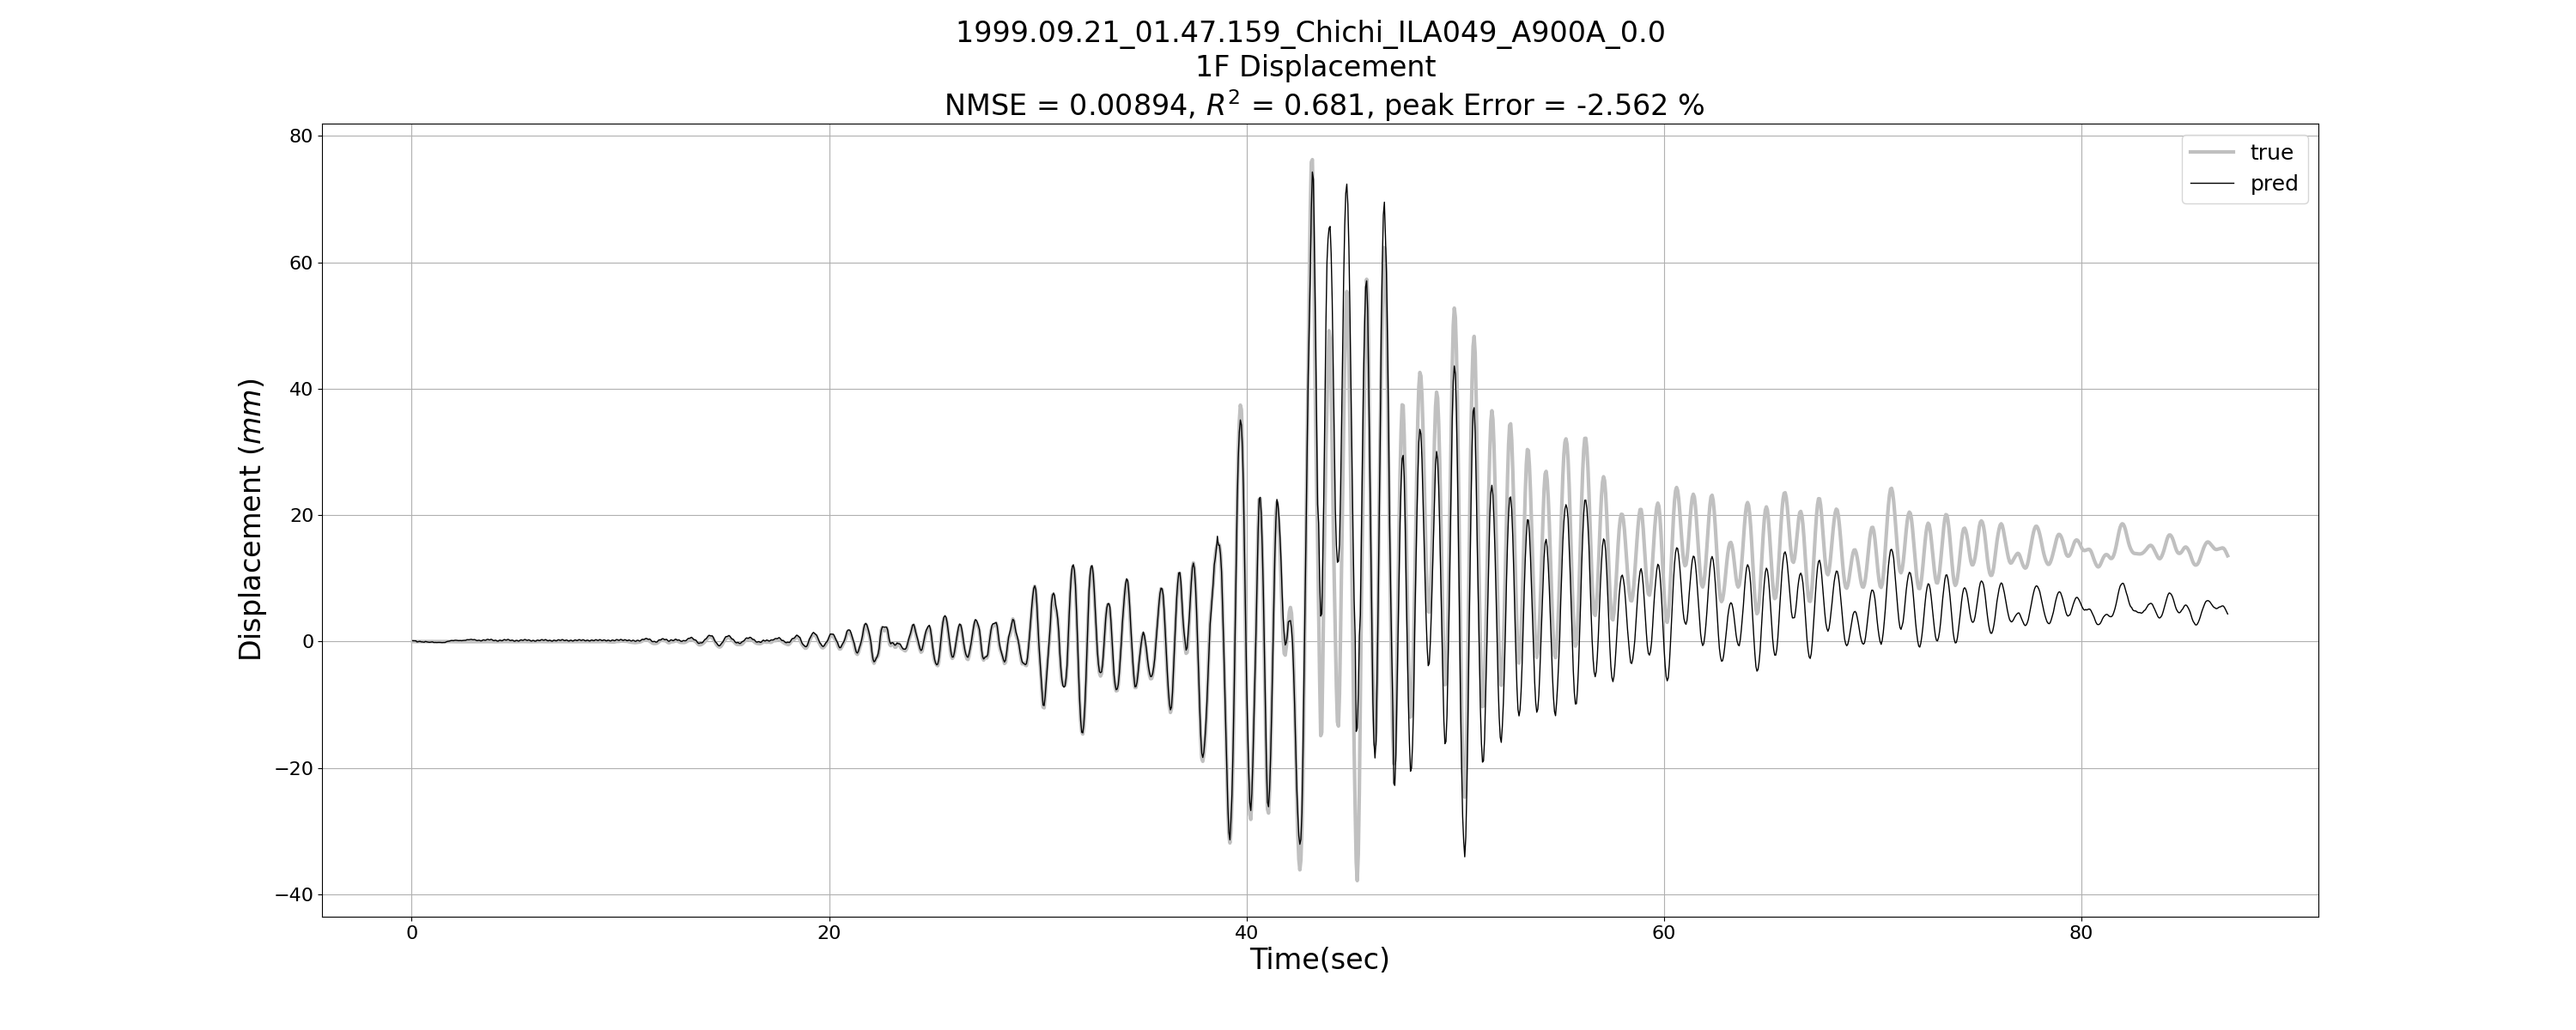 1999.09.21_01.47.159_Chichi_ILA049_A900A_0.0
1F Displacement
NMSE = 0.00894, R² = 0.681, peak Error = -2.562 %
80
60
40
20
0
−20
−40
Displacement (mm)
true
pred
0 20 40 60 80
Time(sec)